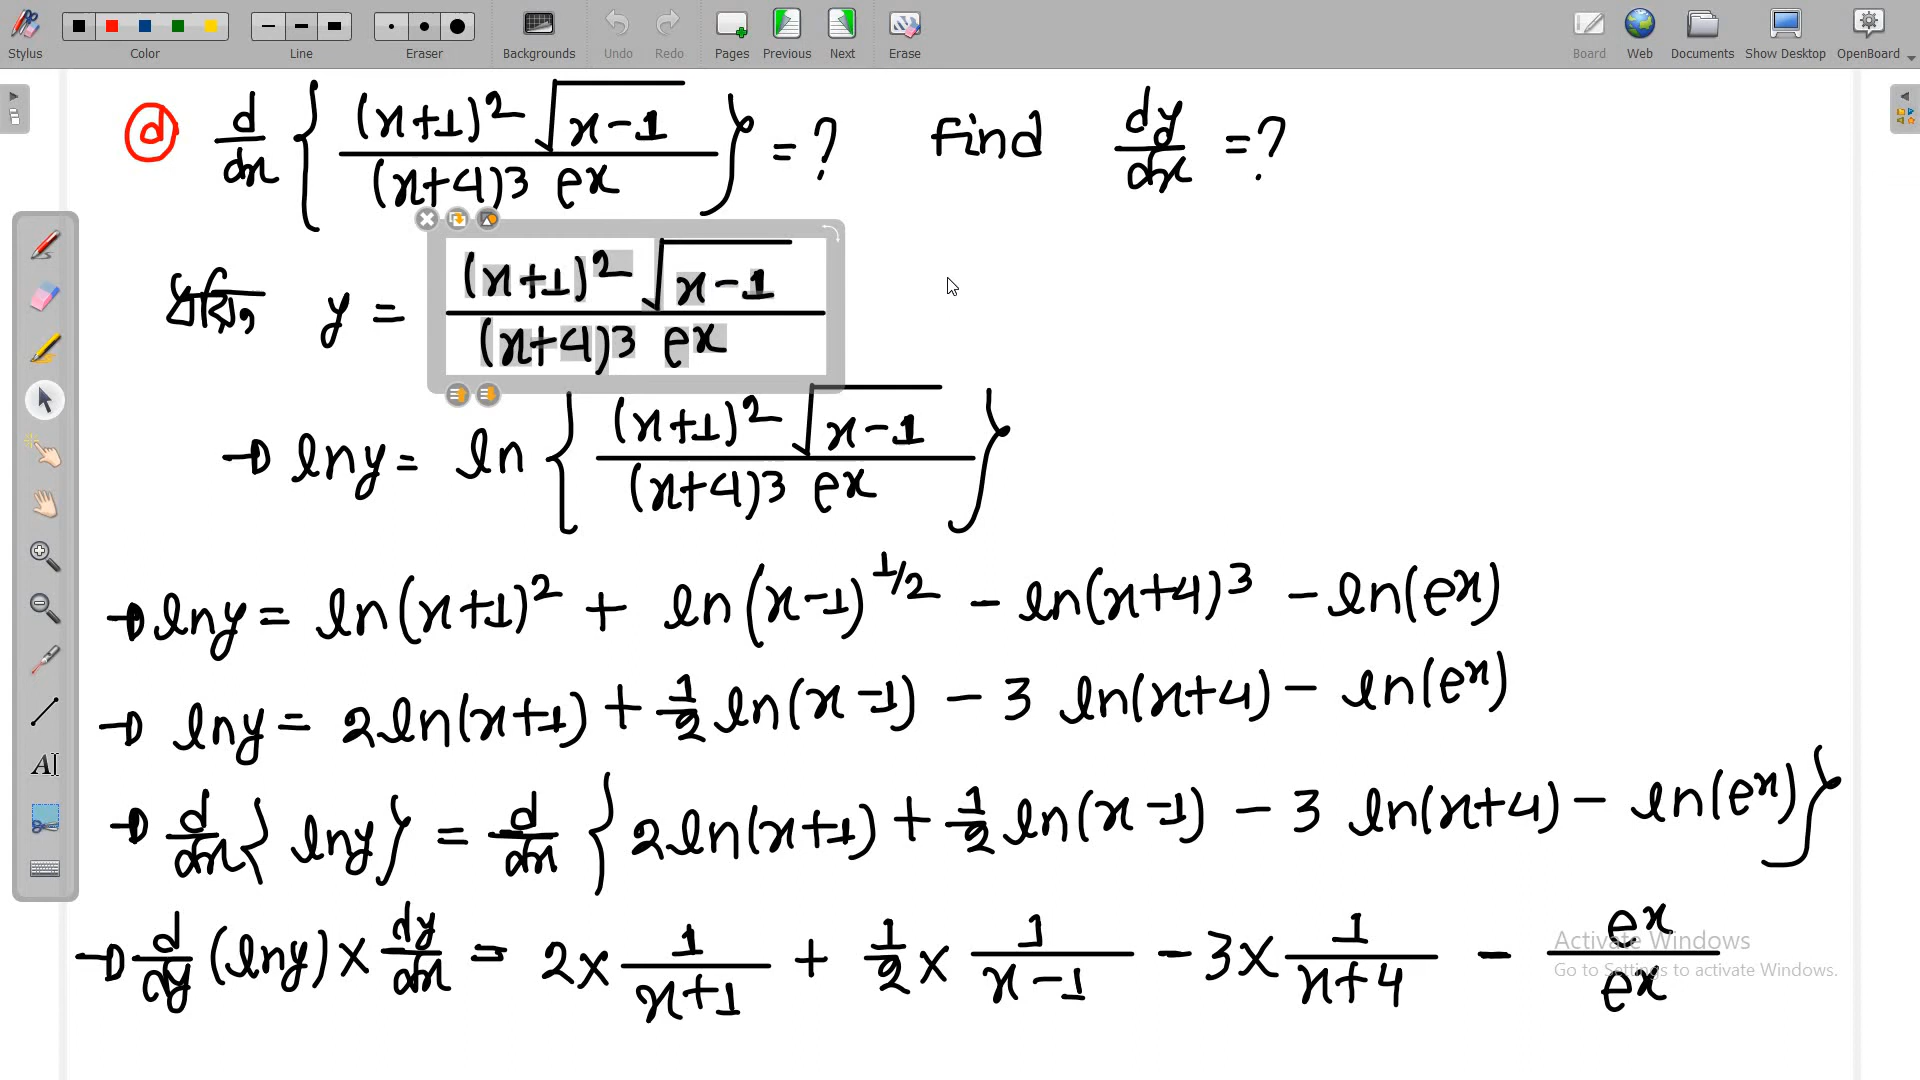 Stylus Color Line Eraser Backgrounds Undo Redo Pages Previous Next Erase Board Web Documents Show Desktop OpenBoard
ⓓ d/dx {(x+1)² √(x-1) / (x+4)³ eˣ} = ? Find dy/dx = ?
ধরি, y = (x+1)² √(x-1) / (x+4)³ eˣ
→ lny = ln {(x+1)² √(x-1) / (x+4)³ eˣ}
→ lny = ln(x+1)² + ln(x-1)^1/2 - ln(x+4)³ - ln(eˣ)
→ lny = 2ln(x+1) + 1/2 ln(x-1) - 3 ln(x+4) - ln(eˣ)
→ d/dx {lny} = d/dx {2ln(x+1) + 1/2 ln(x-1) - 3 ln(x+4) - ln(eˣ)}
→ d/dy (lny) × dy/dx = 2 × 1/(x+1) + 1/2 × 1/(x-1) - 3 × 1/(x+4) - eˣ/eˣ
Activate Windows
Go to Settings to activate Windows.
AI